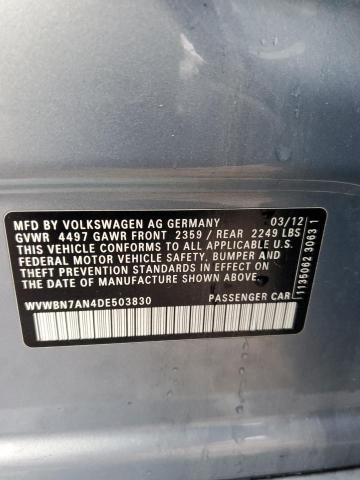 MFD BY VOLKSWAGEN AG GERMANY 03/12
GVWR 4497 GAWR FRONT 2359 / REAR 2249 LBS
THIS VEHICLE CONFORMS TO ALL APPLICABLE U.S.
FEDERAL MOTOR VEHICLE SAFETY, BUMPER, AND
THEFT PREVENTION STANDARDS IN EFFECT ON
THE DATE OF MANUFACTURE SHOWN ABOVE.
WVWBN7AN4DE503830 PASSENGER CAR
1135062 3063 1